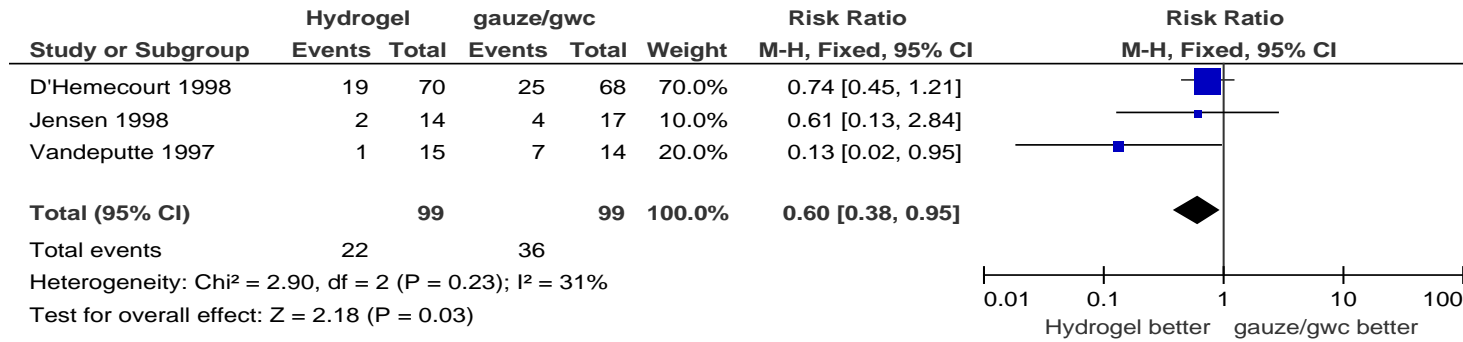 Hydrogel gauze/gwc Risk Ratio Risk Ratio
Study or Subgroup Events Total Events Total Weight M-H, Fixed, 95% CI M-H, Fixed, 95% CI
D'Hemecourt 1998 19 70 25 68 70.0% 0.74 [0.45, 1.21]
Jensen 1998 2 14 4 17 10.0% 0.61 [0.13, 2.84]
Vandeputte 1997 1 15 7 14 20.0% 0.13 [0.02, 0.95]
Total (95% CI) 99 99 100.0% 0.60 [0.38, 0.95]
Total events 22 36
Heterogeneity: Chi² = 2.90, df = 2 (P = 0.23); I² = 31%
Test for overall effect: Z = 2.18 (P = 0.03)
0.01 0.1 1 10 100
Hydrogel better gauze/gwc better